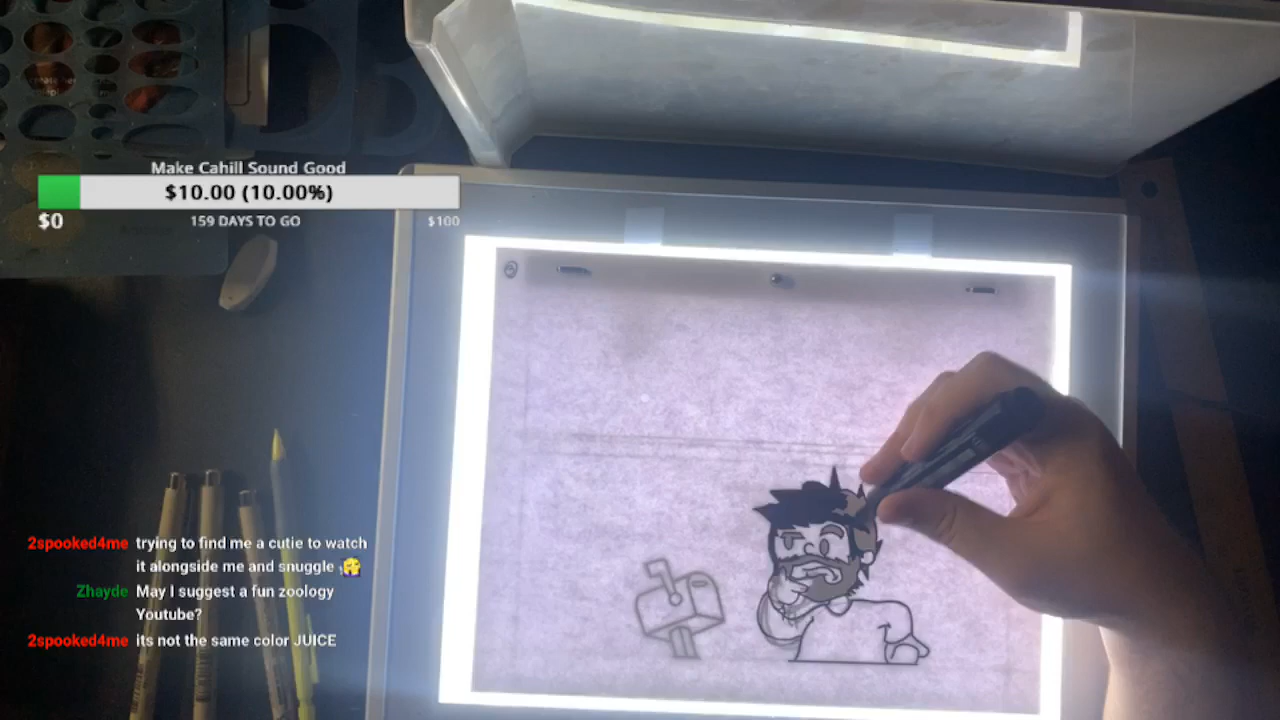 Make Cahill Sound Good
$10.00 (10.00%)
$0 159 DAYS TO GO $100
2spooked4me trying to find me a cutie to watch
it alongside me and snuggle
Zhayde May I suggest a fun zoology
Youtube?
2spooked4me its not the same color JUICE